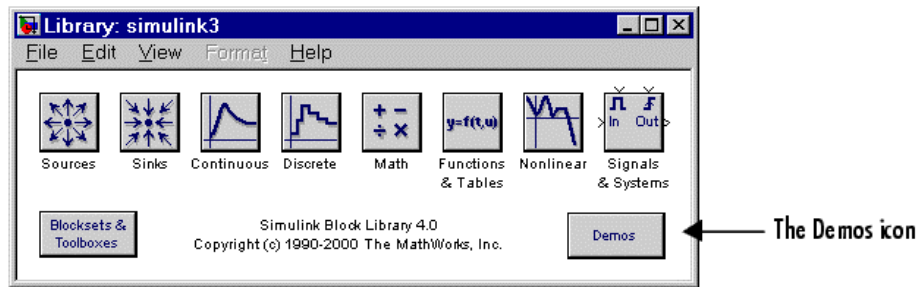 Library: simulink3
File Edit View Format Help
+ −
÷ ×
y=f(t,u)
In Out
Sources Sinks Continuous Discrete Math Functions & Tables Nonlinear Signals & Systems
Blocksets & Toolboxes
Simulink Block Library 4.0
Copyright (c) 1990-2000 The MathWorks, Inc.
Demos
The Demos icon